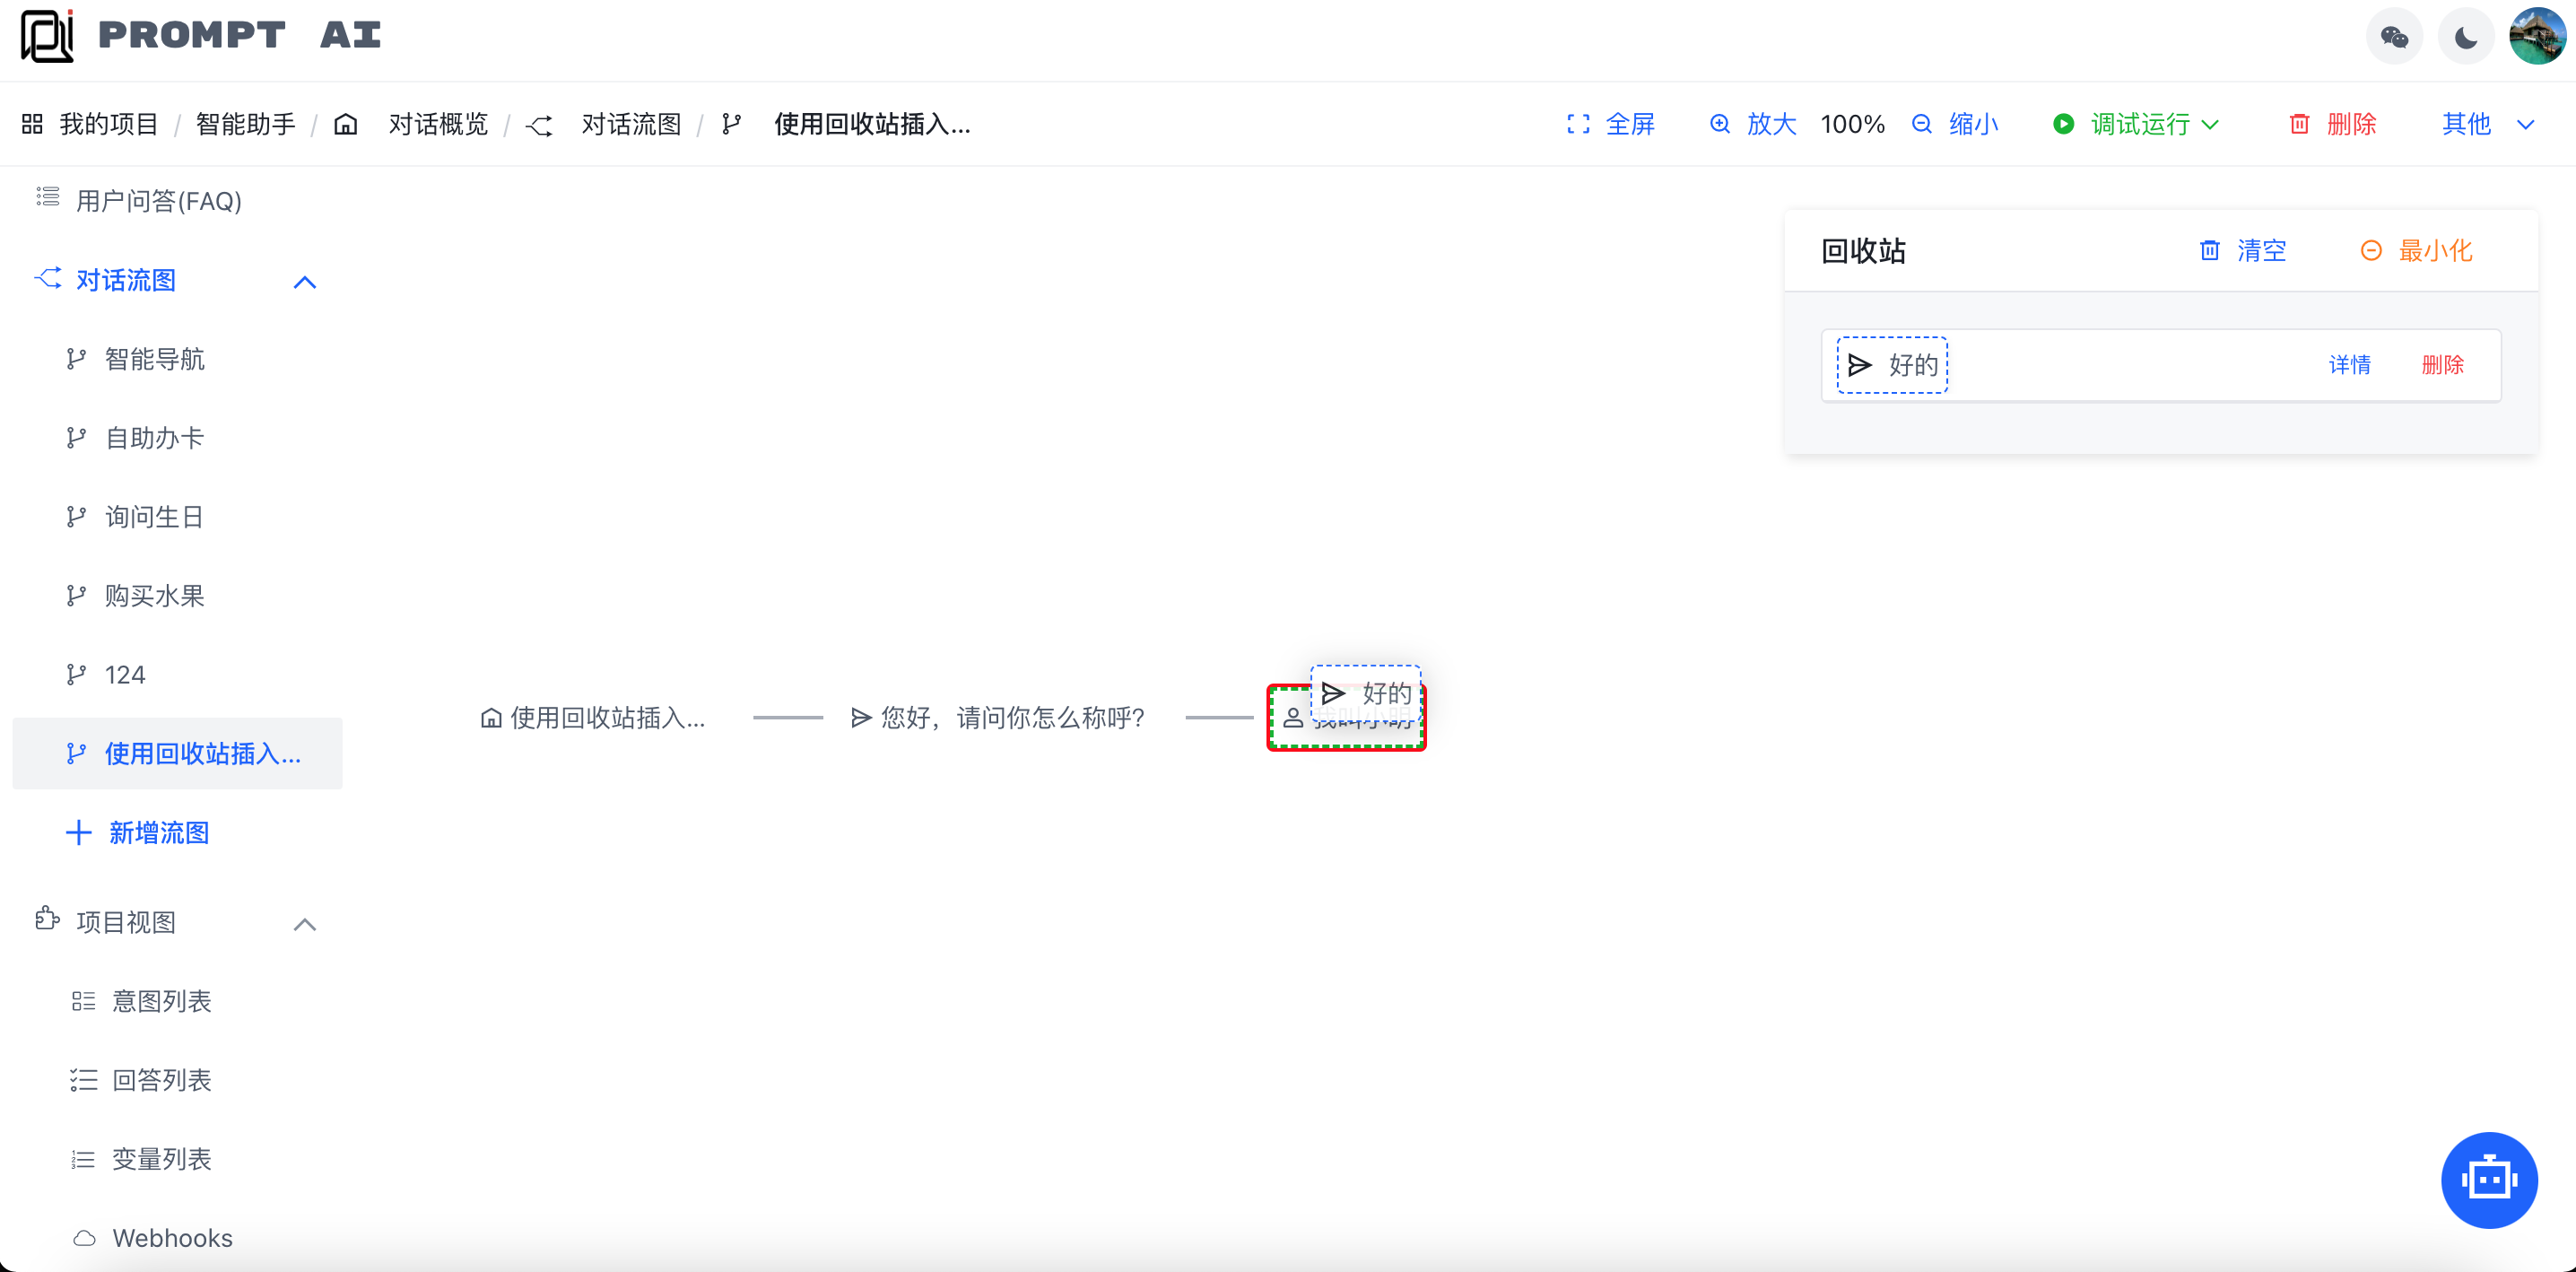 PROMPT AI
我的项目 / 智能助手 / 对话概览 / 对话流图 / 使用回收站插入...
全屏 放大 100% 缩小 调试运行 删除 其他
用户问答(FAQ)
对话流图
智能导航
自助办卡
询问生日
购买水果
124
使用回收站插入...
新增流图
项目视图
意图列表
回答列表
变量列表
Webhooks
回收站 清空 最小化
好的 详情 删除
好的
使用回收站插入... 您好，请问你怎么称呼? 我叫小明